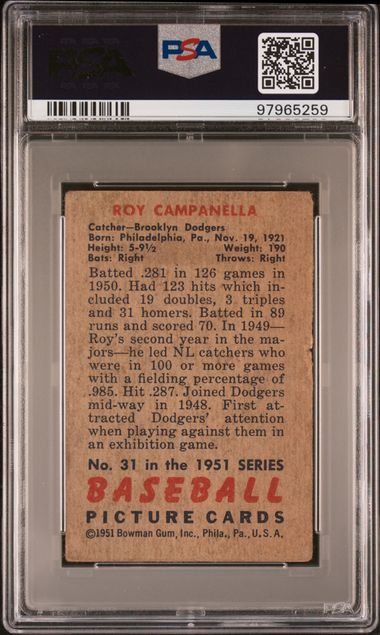 PSA
PSA
97965259
ROY CAMPANELLA
Catcher—Brooklyn Dodgers
Born: Philadelphia, Pa., Nov. 19, 1921
Height: 5-9½ Weight: 190
Bats: Right Throws: Right
Batted .281 in 126 games in
1950. Had 123 hits which in-
cluded 19 doubles, 3 triples
and 31 homers. Batted in 89
runs and scored 70. In 1949—
Roy's second year in the ma-
jors—he led NL catchers who
were in 100 or more games
with a fielding percentage of
.985. Hit .287. Joined Dodgers
mid-way in 1948. First at-
tracted Dodgers' attention
when playing against them in
an exhibition game.
No. 31 in the 1951 SERIES
BASEBALL
PICTURE CARDS
©1951 Bowman Gum, Inc., Phila., Pa., U.S.A.